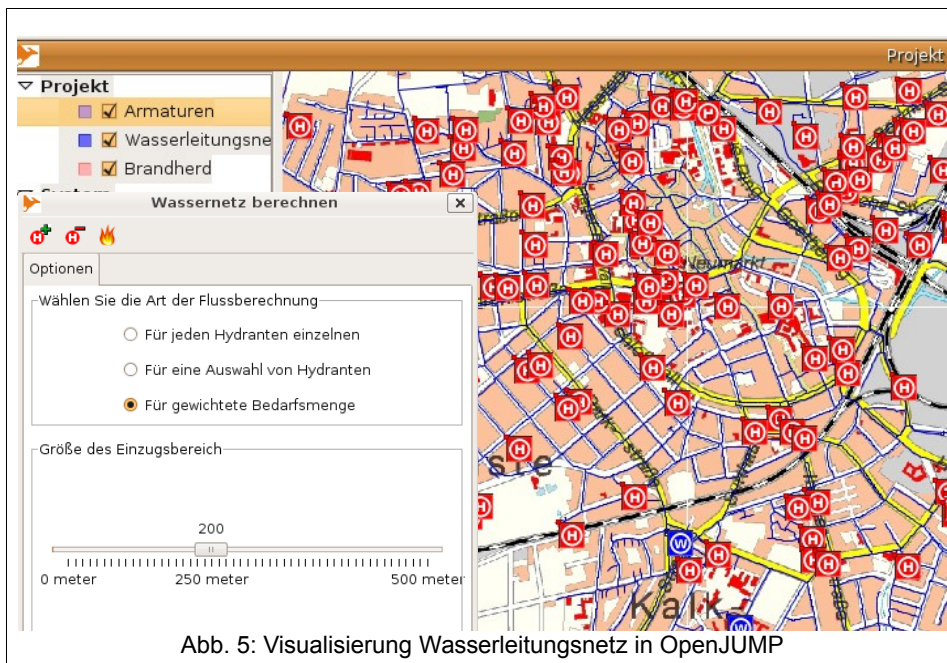 Projekt
Projekt
Armaturen
Wasserleitungsne
Brandherd
System
Wassernetz berechnen
Optionen
Wählen Sie die Art der Flussberechnung
Für jeden Hydranten einzelnen
Für eine Auswahl von Hydranten
Für gewichtete Bedarfsmenge
Größe des Einzugsbereich
200
0 meter
250 meter
500 meter
Neumarkt
Kalk-
Abb. 5: Visualisierung Wasserleitungsnetz in OpenJUMP